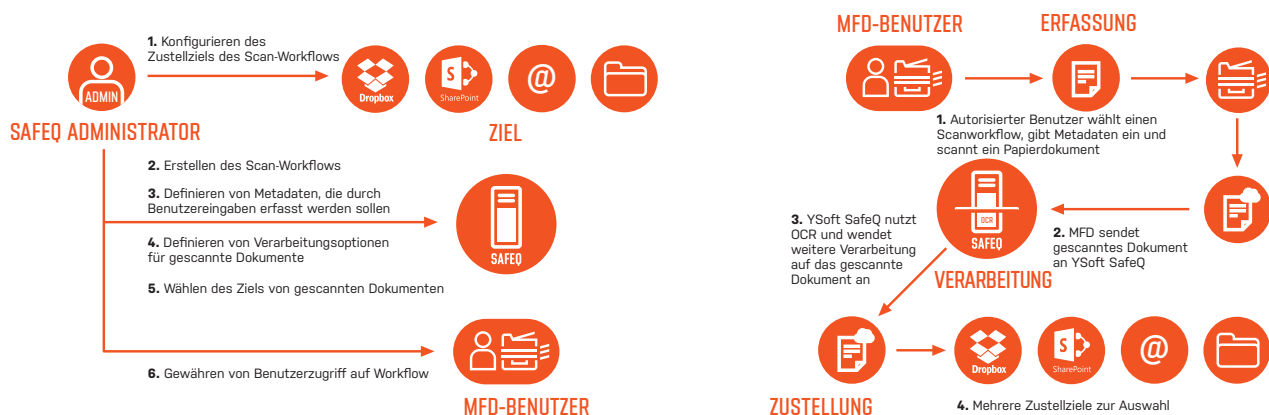 1. Konfigurieren des
Zustellziels des Scan-Workflows
ADMIN
Dropbox
S
SharePoint
@
SAFEQ ADMINISTRATOR
ZIEL
2. Erstellen des Scan-Workflows
3. Definieren von Metadaten, die durch
Benutzereingaben erfasst werden sollen
4. Definieren von Verarbeitungsoptionen
für gescannte Dokumente
5. Wählen des Ziels von gescannten Dokumenten
SAFEQ
6. Gewähren von Benutzerzugriff auf Workflow
MFD-BENUTZER
MFD-BENUTZER
ERFASSUNG
1. Autorisierter Benutzer wählt einen
Scanworkflow, gibt Metadaten ein und
scannt ein Papierdokument
OCR
SAFEQ
2. MFD sendet
gescanntes Dokument
an YSoft SafeQ
3. YSoft SafeQ nutzt
OCR und wendet
weitere Verarbeitung
auf das gescannte
Dokument an
VERARBEITUNG
Dropbox
S
SharePoint
@
ZUSTELLUNG
4. Mehrere Zustellziele zur Auswahl